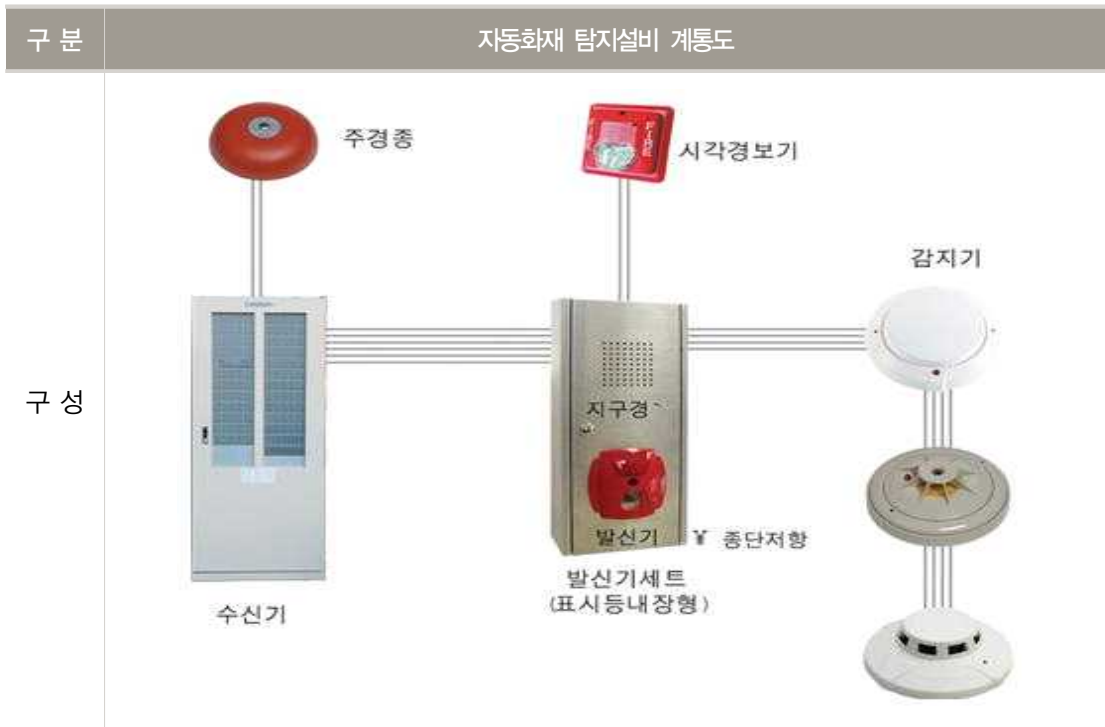 구 분
자동화재 탐지설비 계통도
주경종
시각경보기
감지기
구 성
지구경
FIRE
발신기
¥ 종단저항
수신기
발신기세트
(표시등내장형)